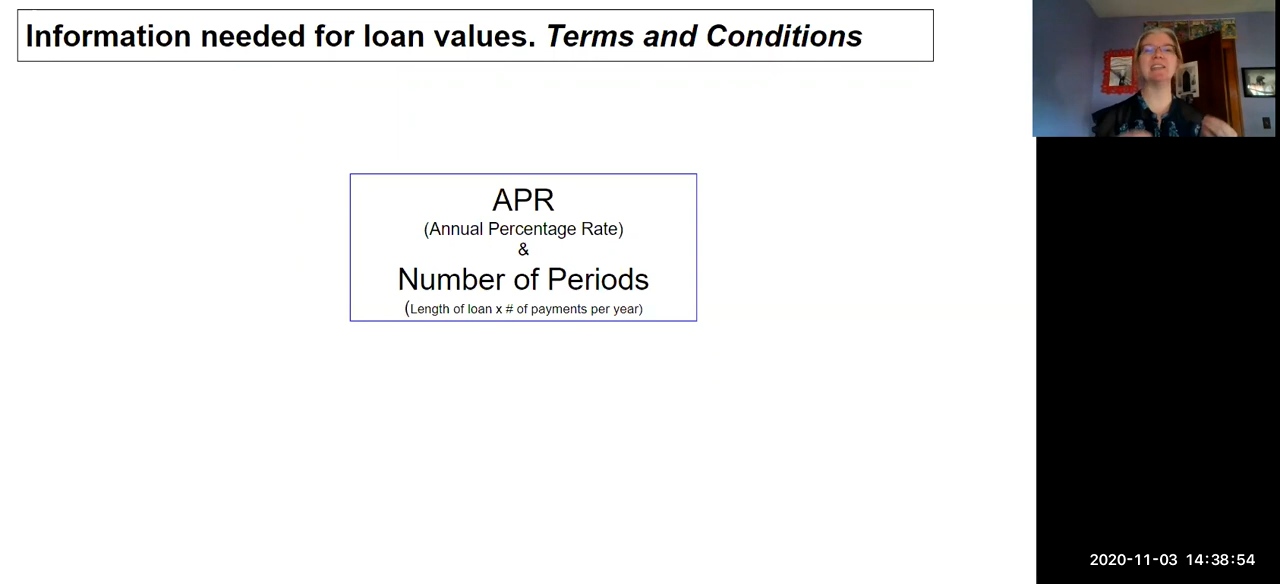 Information needed for loan values. Terms and Conditions
APR
(Annual Percentage Rate)
&
Number of Periods
(Length of loan x # of payments per year)
2020-11-03 14:38:54